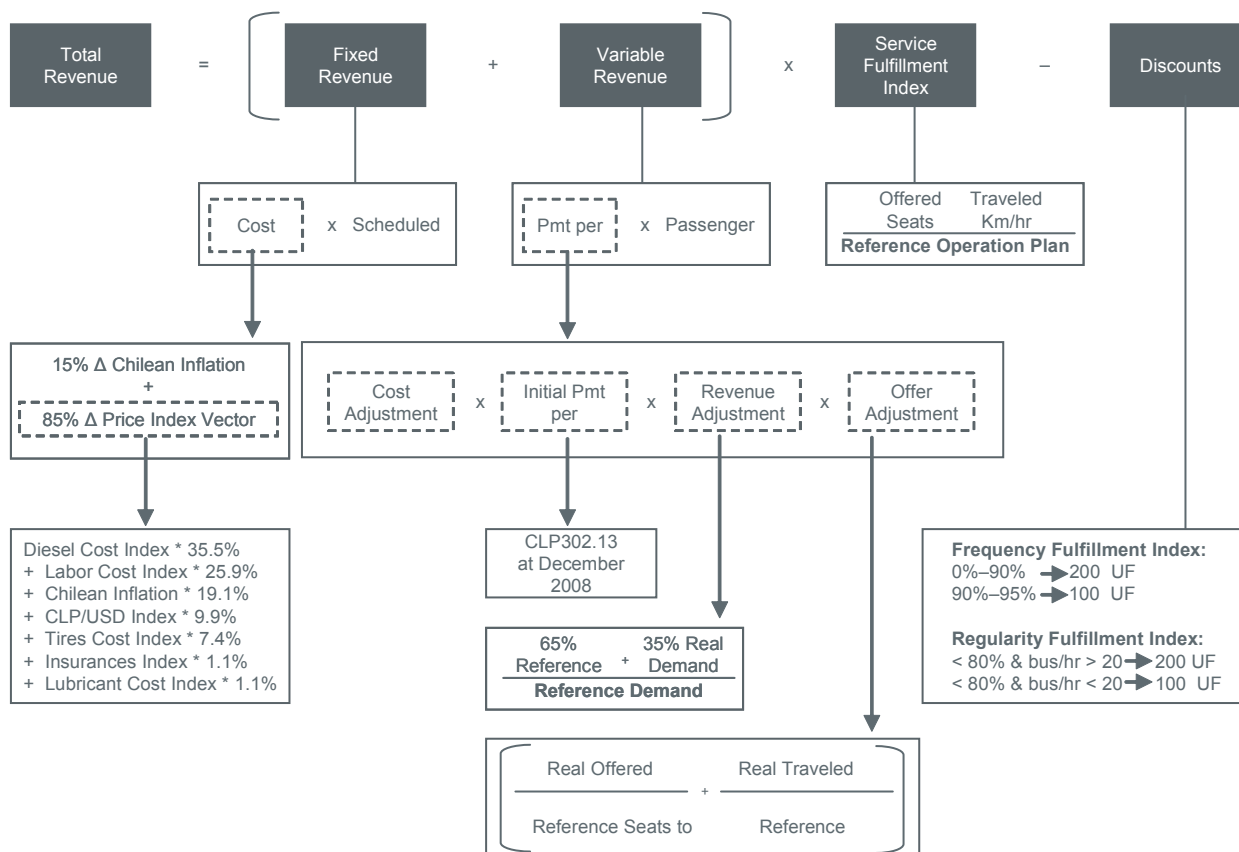 Total
Revenue
=
Fixed
Revenue
+
Variable
Revenue
x
Service
Fulfillment
Index
–
Discounts
Cost
x Scheduled
Pmt per
x Passenger
Offered
Seats
Traveled
Km/hr
Reference Operation Plan
15% Δ Chilean Inflation
+
85% Δ Price Index Vector
Cost
Adjustment
x
Initial Pmt
per
x
Revenue
Adjustment
x
Offer
Adjustment
Diesel Cost Index * 35.5%
+ Labor Cost Index * 25.9%
+ Chilean Inflation * 19.1%
+ CLP/USD Index * 9.9%
+ Tires Cost Index * 7.4%
+ Insurances Index * 1.1%
+ Lubricant Cost Index * 1.1%
CLP302.13
at December
2008
65%
Reference
+
35% Real
Demand
Reference Demand
Frequency Fulfillment Index:
0%–90% → 200 UF
90%–95% → 100 UF
Regularity Fulfillment Index:
< 80% & bus/hr > 20 → 200 UF
< 80% & bus/hr < 20 → 100 UF
Real Offered
Reference Seats to
+
Real Traveled
Reference